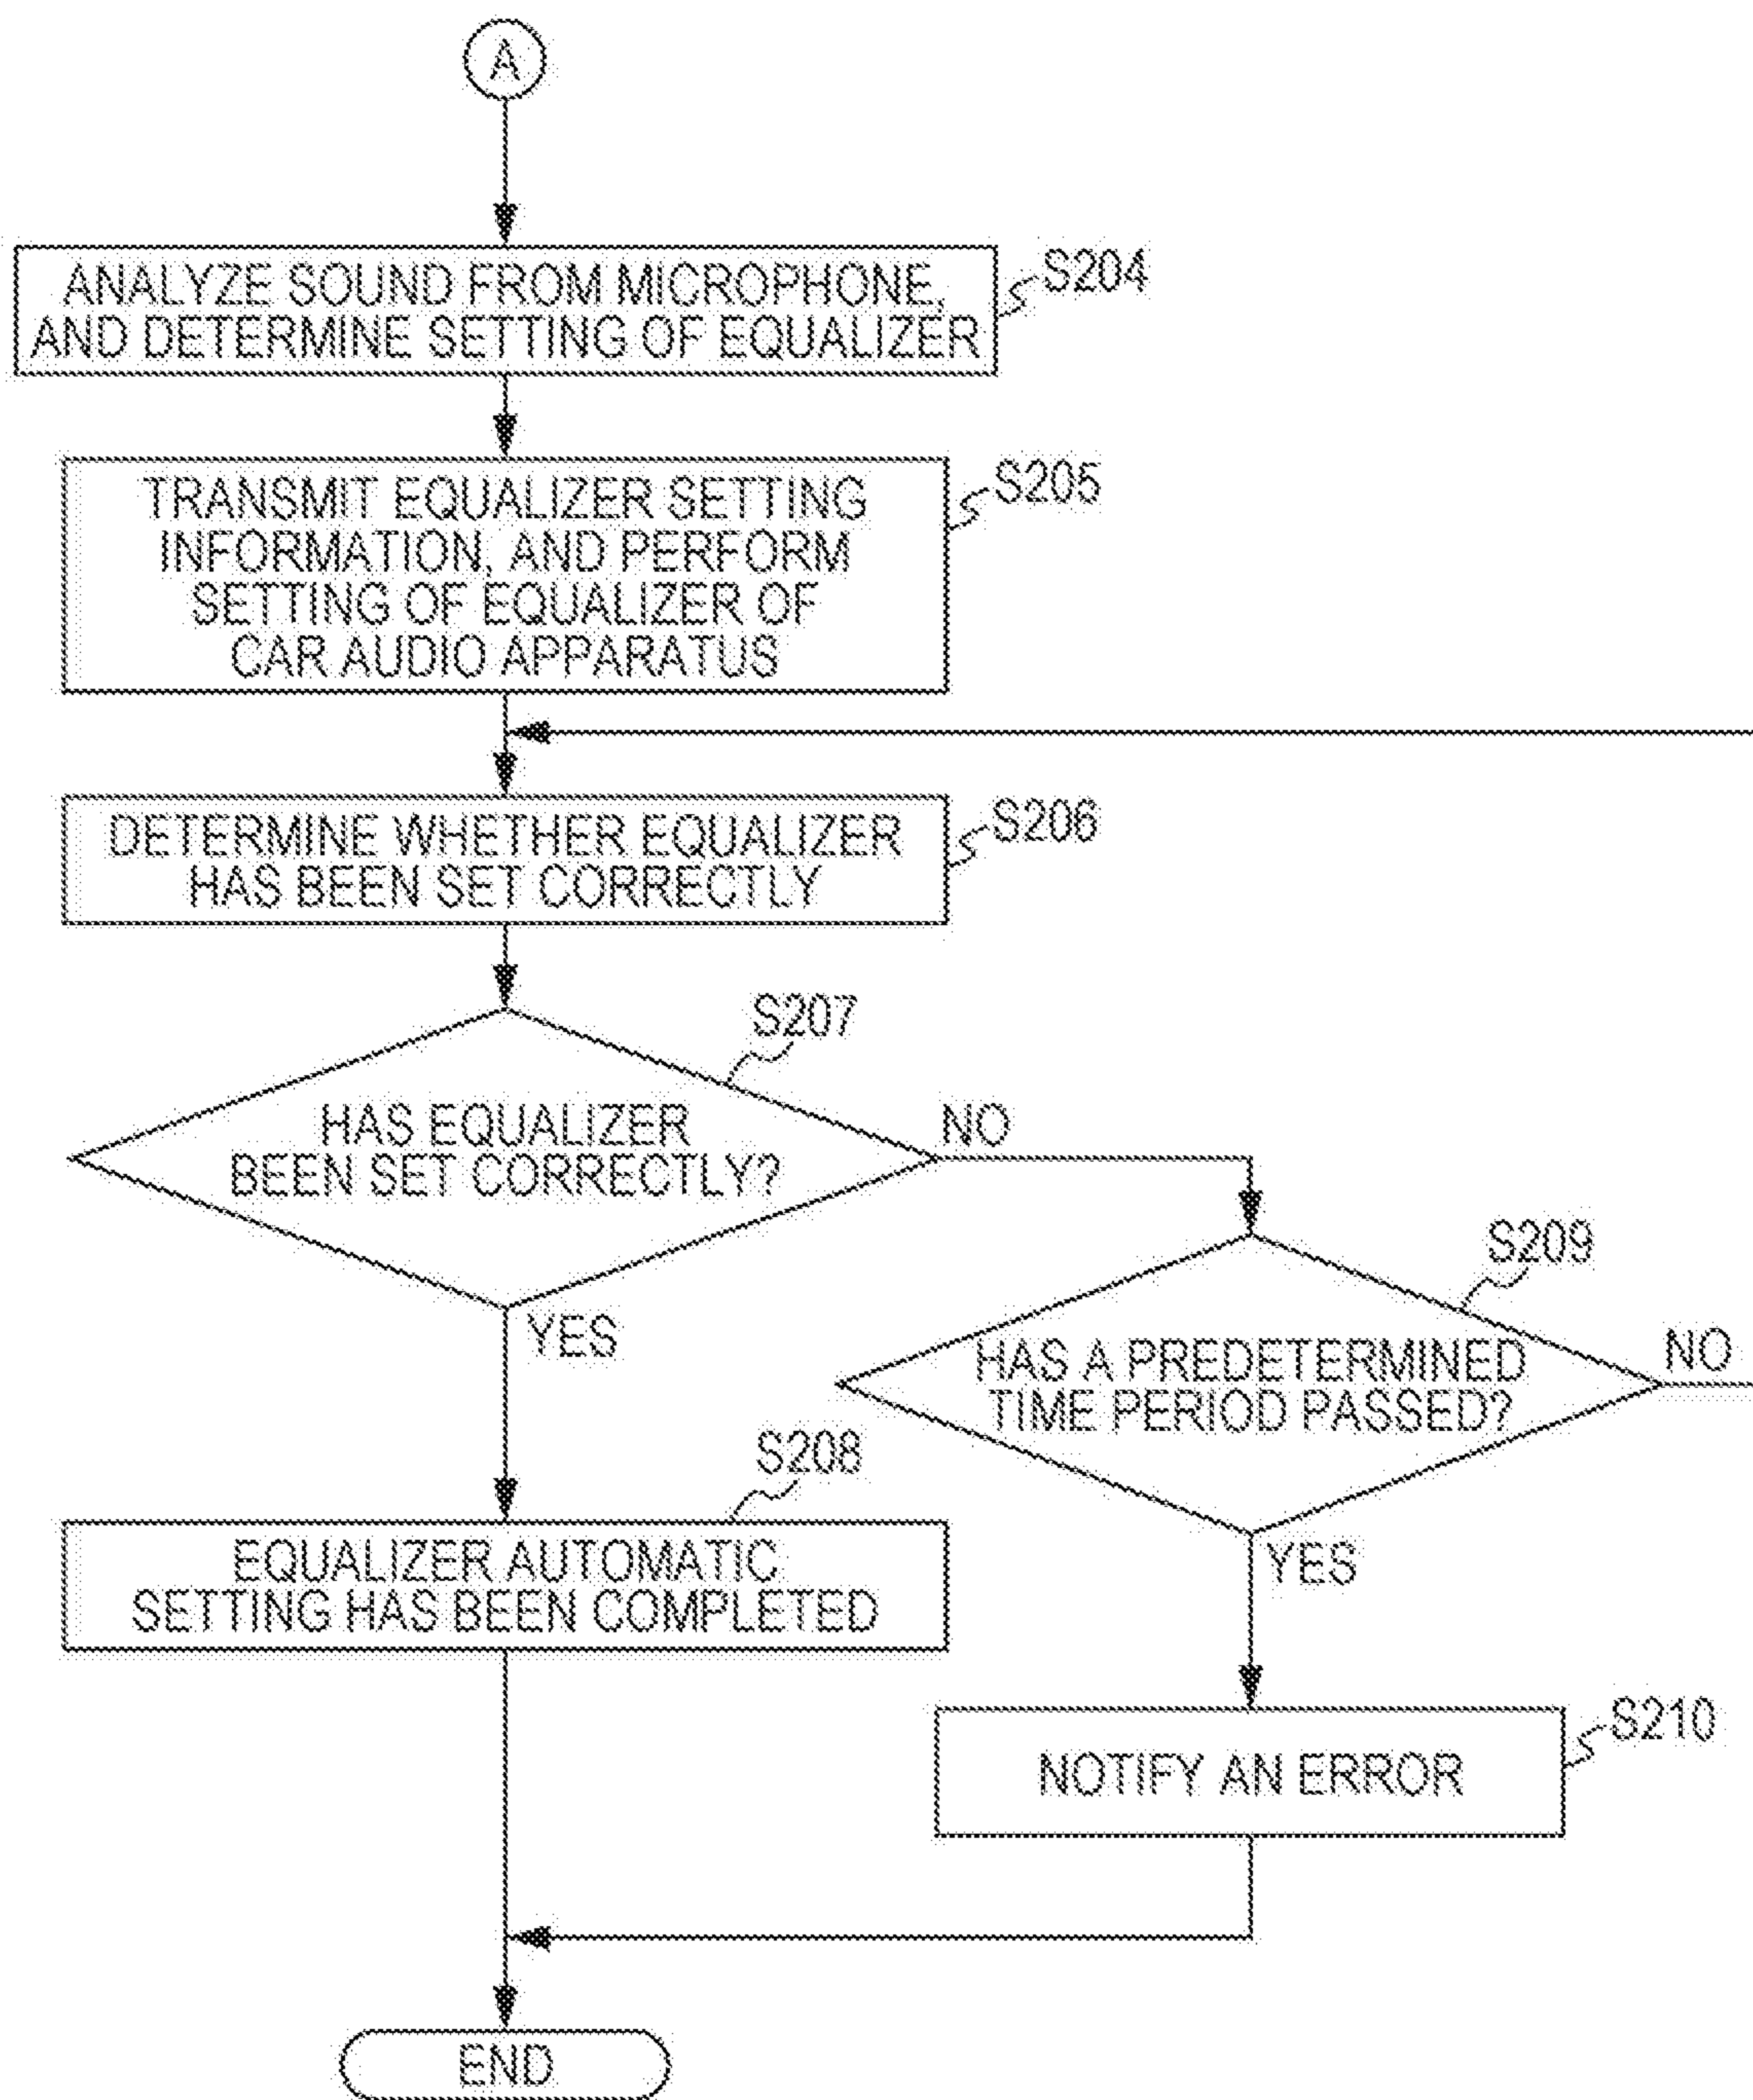 A
ANALYZE SOUND FROM MICROPHONE,
AND DETERMINE SETTING OF EQUALIZER
S204
TRANSMIT EQUALIZER SETTING
INFORMATION, AND PERFORM
SETTING OF EQUALIZER OF
CAR AUDIO APPARATUS
S205
DETERMINE WHETHER EQUALIZER
HAS BEEN SET CORRECTLY
S206
S207
HAS EQUALIZER
BEEN SET CORRECTLY?
NO
YES
S209
HAS A PREDETERMINED
TIME PERIOD PASSED?
NO
YES
S208
EQUALIZER AUTOMATIC
SETTING HAS BEEN COMPLETED
S210
NOTIFY AN ERROR
END